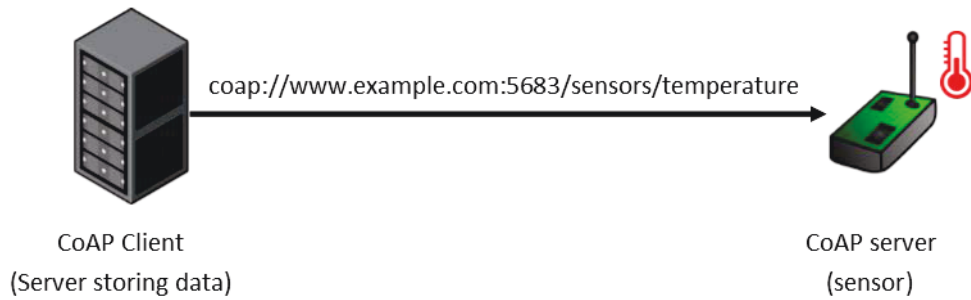 coap://www.example.com:5683/sensors/temperature
CoAP Client
(Server storing data)
CoAP server
(sensor)